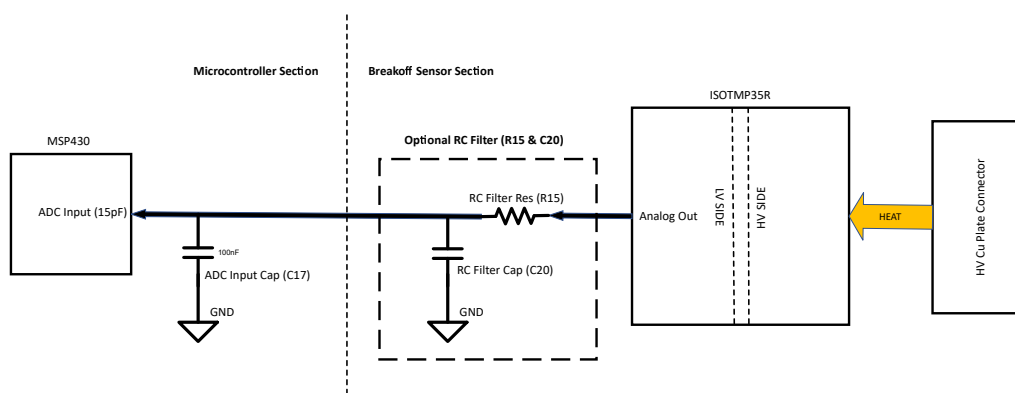 Microcontroller Section
Breakoff Sensor Section
ISOTMP35R
MSP430
Optional RC Filter (R15 & C20)
RC Filter Res (R15)
ADC Input (15pF)
Analog Out
LV SIDE
HV SIDE
HEAT
HV Cu Plate Connector
100nF
ADC Input Cap (C17)
RC Filter Cap (C20)
GND
GND